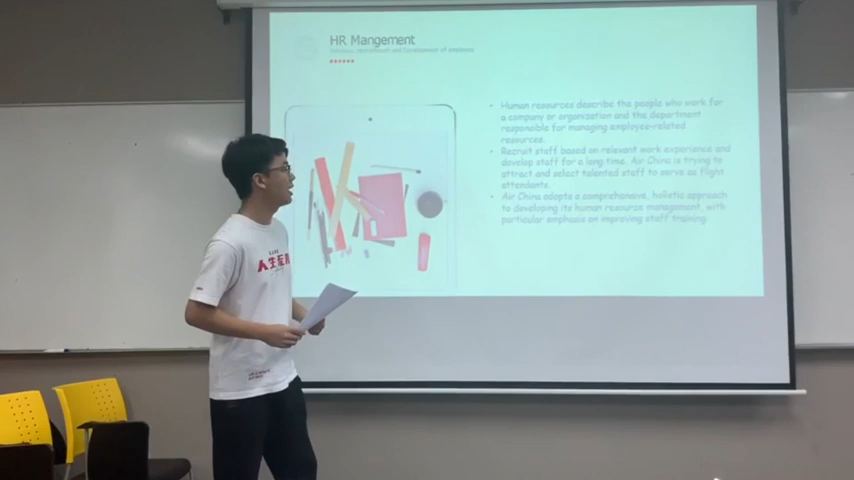 HR Mangement
Human resources describe the people who work for
a company or organization and the department
responsible for managing employee-related
resources.
Recruit staff based on relevant work experience and
develop staff for a long time. Air China is trying to
attract and select talented staff to serve as flight
attendants.
Air China adopts a comprehensive, holistic approach
to developing its human resource management, with
particular emphasis on improving staff training.
人生